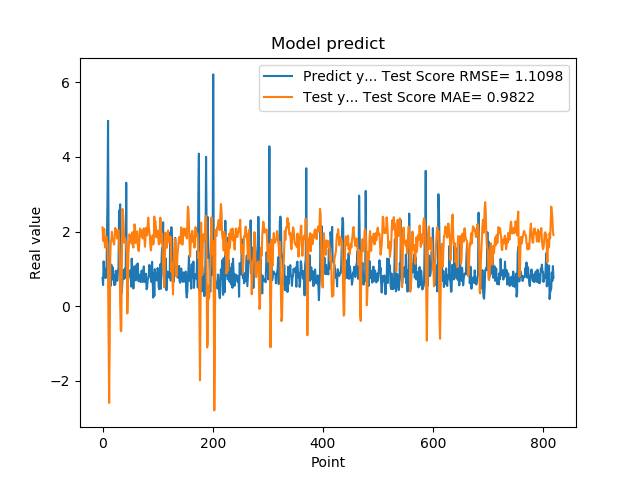 Model predict
Predict y... Test Score RMSE= 1.1098
Test y... Test Score MAE= 0.9822
Real value
6
4
2
0
−2
0 200 400 600 800
Point